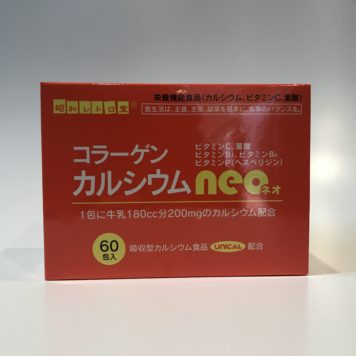 昭和レトロ堂
栄養機能食品(カルシウム、ビタミンC、葉酸)
食生活は、主食、主菜、副菜を基本に、食事のバランスを。
コラーゲン
カルシウムneoネオ
ビタミンC、葉酸
ビタミンB₁、ビタミンB₆
ビタミンP(ヘスペリジン)
1包に牛乳180cc分200mgのカルシウム配合
60
包入
吸収型カルシウム食品 UNICAL 配合